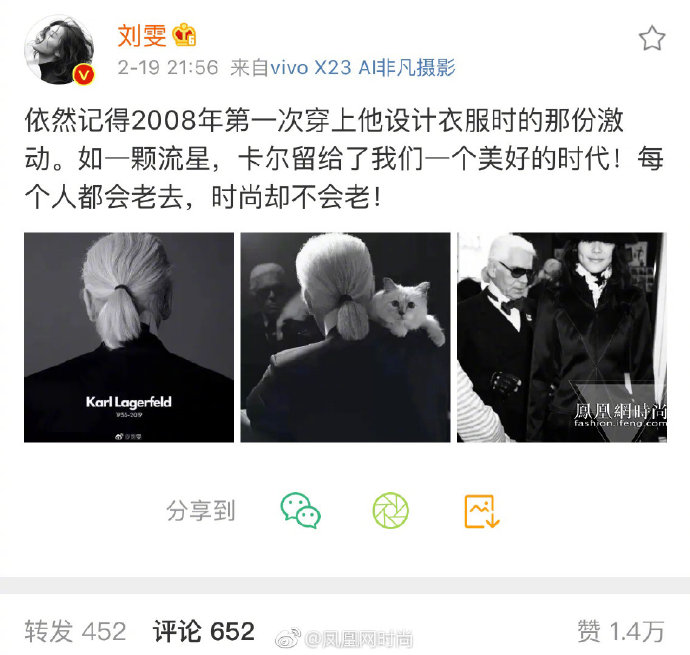 刘雯
2-19 21:56 来自vivo X23 AI非凡摄影
依然记得2008年第一次穿上他设计衣服时的那份激
动。如一颗流星，卡尔留给了我们一个美好的时代！每
个人都会老去，时尚却不会老！
Karl Lagerfeld
鳳凰網时尚
fashion.ifeng.com
分享到
转发 452 评论 652 赞 1.4万
@凤凰网时尚